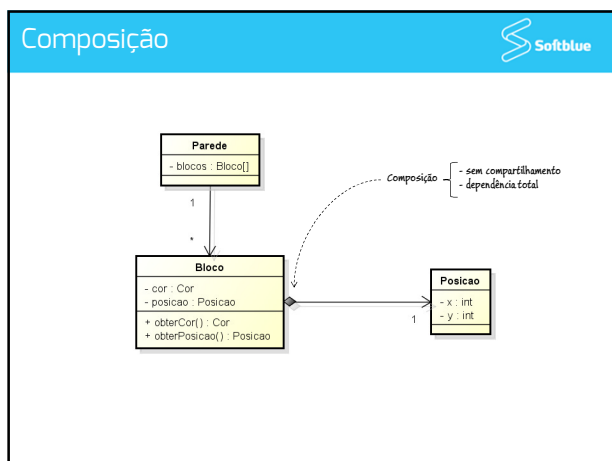 Composição
Softblue
Parede
- blocos : Bloco[]
1
*
Composição
- sem compartilhamento
- dependência total
Bloco
- cor : Cor
- posicao : Posicao
+ obterCor() : Cor
+ obterPosicao() : Posicao
Posicao
- x : int
- y : int
1